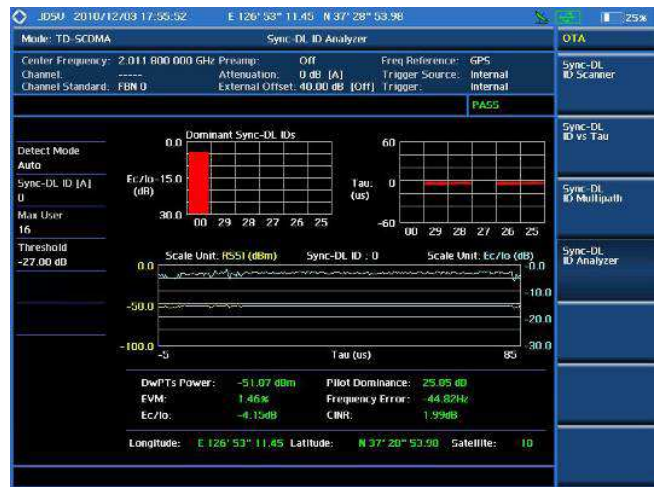 JDSU 2010/12/03 17:55:52 E 126° 53'' 11.45 N 37° 28'' 53.98 25%
Mode: TD-SCDMA Sync-DL ID Analyzer OTA
Center Frequency: 2.011 800 000 GHz Preamp: Off Freq Reference: GPS
Channel: ----- Attenuation: 0 dB [A] Trigger Source: Internal
Channel Standard: FBN 0 External Offset: 40.00 dB [Off] Trigger: Internal
PASS
Sync-DL
ID Scanner
Sync-DL
ID vs Tau
Sync-DL
ID Multipath
Sync-DL
ID Analyzer
Detect Mode
Auto
Sync-DL ID [A]
0
Max User
16
Threshold
-27.00 dB
Dominant Sync-DL IDs
0.0
Ec/Io -15.0
(dB)
30.0
00 29 28 27 26 25
60
Tau: 0
(us)
-60
00 29 28 27 26 25
Scale Unit: RSSI (dBm) Sync-DL ID : 0 Scale Unit: Ec/Io (dB)
0.0 -0.0
-10.0
-50.0
-20.0
-100.0 -30.0
-5 Tau (us) 85
DwPTs Power: -51.07 dBm Pilot Dominance: 25.05 dB
EVM: 1.46% Frequency Error: -44.82Hz
Ec/Io: -4.15dB CINR: 1.99dB
Longitude: E 126° 53'' 11.45 Latitude: N 37° 28'' 53.98 Satellite: 10